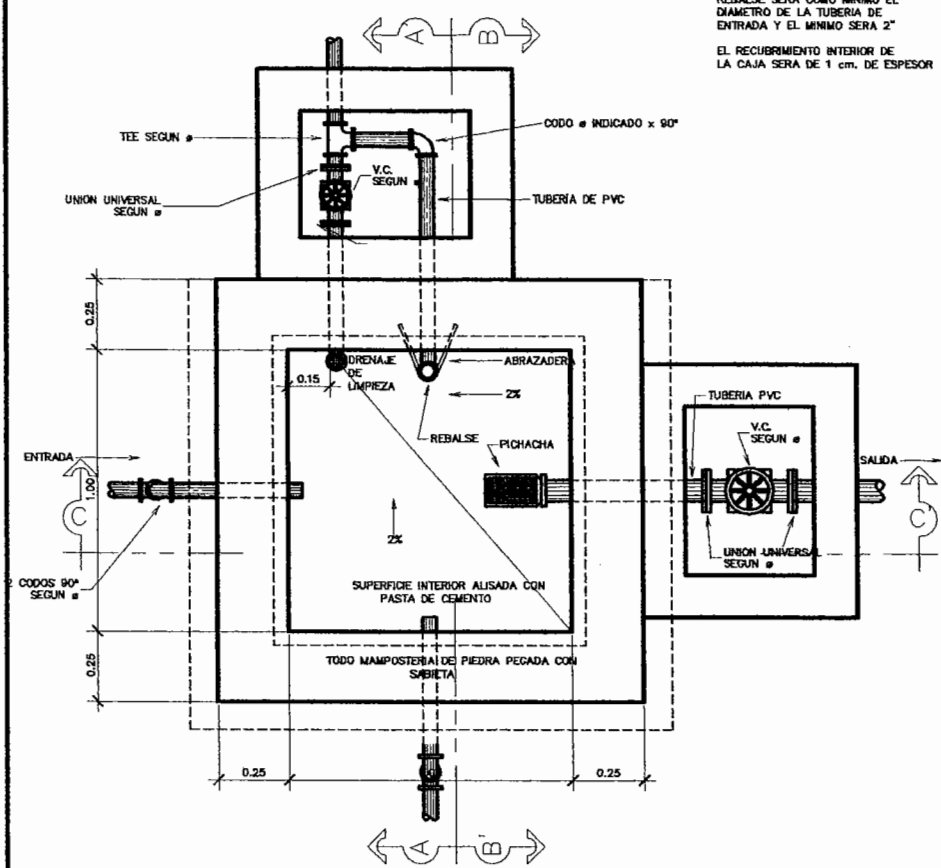 REBALSE SERA COMO MINIMO EL
DIAMETRO DE LA TUBERIA DE
ENTRADA Y EL MINIMO SERA 2"
EL RECUBRIMIENTO INTERIOR DE
LA CAJA SERA DE 1 cm. DE ESPESOR
A'
B
TEE SEGUN ø
CODO ø INDICADO x 90°
V.C.
SEGUN ø
UNION UNIVERSAL
SEGUN ø
TUBERÍA DE PVC
0.25
DRENAJE
DE
LIMPIEZA
0.15
ABRAZADERA
2%
REBALSE
PICHACHA
TUBERIA PVC
V.C.
SEGUN ø
ENTRADA
SALIDA
1.00
C
C'
2%
UNION UNIVERSAL
SEGUN ø
2 CODOS 90°
SEGUN ø
SUPERFICIE INTERIOR ALISADA CON
PASTA DE CEMENTO
0.25
TODO MAMPOSTERIA DE PIEDRA PEGADA CON
SABIETA
0.25
0.25
A
B'